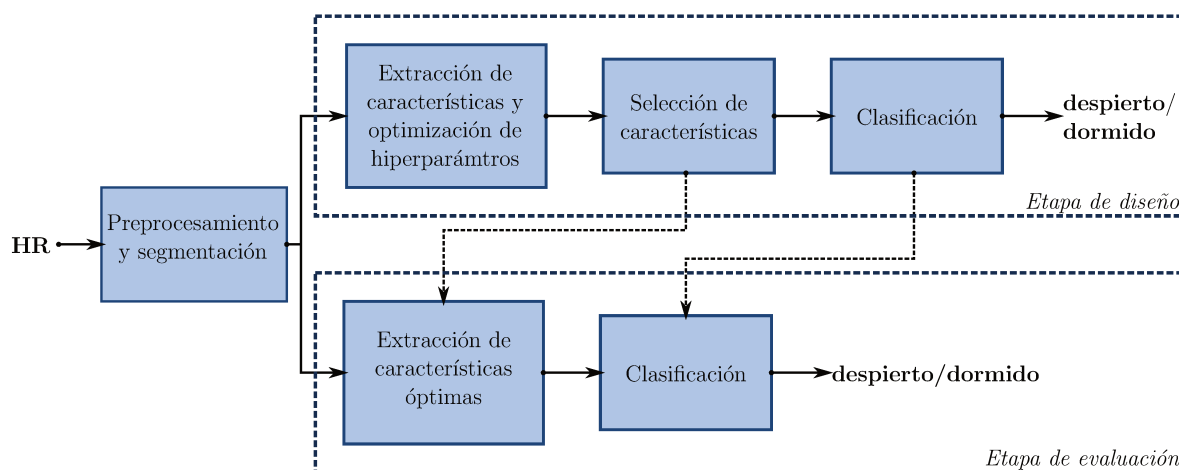 HR
Preprocesamiento
y segmentación
Extracción de
características y
optimización de
hiperparámtros
Selección de
características
Clasificación
despierto/
dormido
Etapa de diseño
Extracción de
características
óptimas
Clasificación
despierto/dormido
Etapa de evaluación